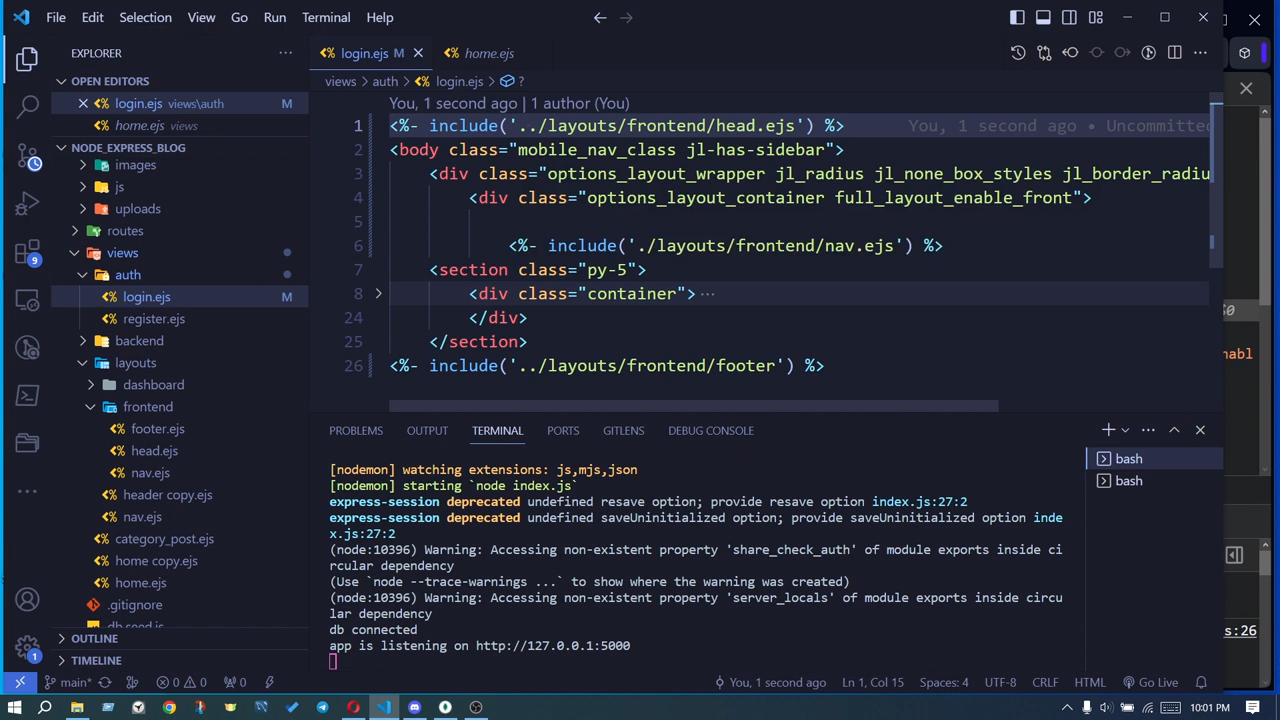 File Edit Selection View Go Run Terminal Help
EXPLORER
OPEN EDITORS
login.ejs views\auth M
home.ejs views
NODE_EXPRESS_BLOG
images
js
uploads
routes
views
auth
login.ejs M
register.ejs
backend
layouts
dashboard
frontend
footer.ejs
head.ejs
nav.ejs
header copy.ejs
nav.ejs
category_post.ejs
home copy.ejs
home.ejs
.gitignore
db.seed.js
OUTLINE
TIMELINE
9
1
login.ejs M
home.ejs
views > auth > login.ejs > ?
You, 1 second ago | 1 author (You)
1 <%- include('../layouts/frontend/head.ejs') %> You, 1 second ago • Uncommitted
2 <body class="mobile_nav_class jl-has-sidebar">
3 <div class="options_layout_wrapper jl_radius jl_none_box_styles jl_border_radiu
4 <div class="options_layout_container full_layout_enable_front">
5
6 <%- include('./layouts/frontend/nav.ejs') %>
7 <section class="py-5">
8 <div class="container"> ...
24 </div>
25 </section>
26 <%- include('../layouts/frontend/footer') %>
PROBLEMS OUTPUT TERMINAL PORTS GITLENS DEBUG CONSOLE
[nodemon] watching extensions: js,mjs,json
[nodemon] starting `node index.js`
express-session deprecated undefined resave option; provide resave option index.js:27:2
express-session deprecated undefined saveUninitialized option; provide saveUninitialized option inde
x.js:27:2
(node:10396) Warning: Accessing non-existent property 'share_check_auth' of module exports inside ci
rcular dependency
(Use `node --trace-warnings ...` to show where the warning was created)
(node:10396) Warning: Accessing non-existent property 'server_locals' of module exports inside circu
lar dependency
db connected
app is listening on http://127.0.0.1:5000
bash
bash
$0
nabl
s:26
main* 0 0 0 You, 1 second ago Ln 1, Col 15 Spaces: 4 UTF-8 CRLF HTML Go Live
10:01 PM